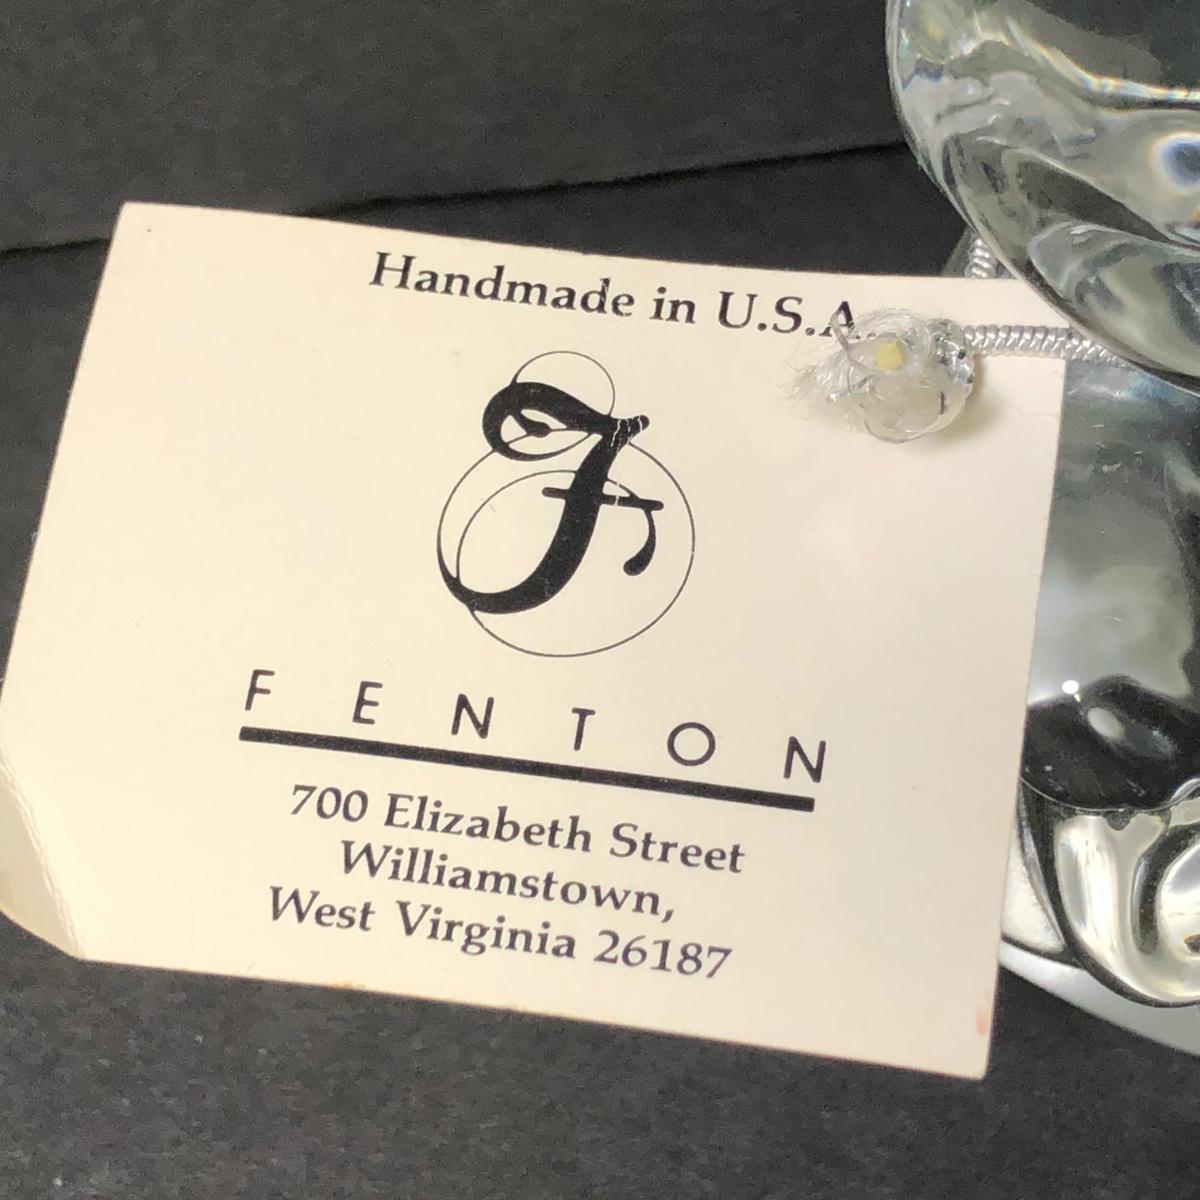 Handmade in U.S.A.
F
FENTON
700 Elizabeth Street
Williamstown,
West Virginia 26187